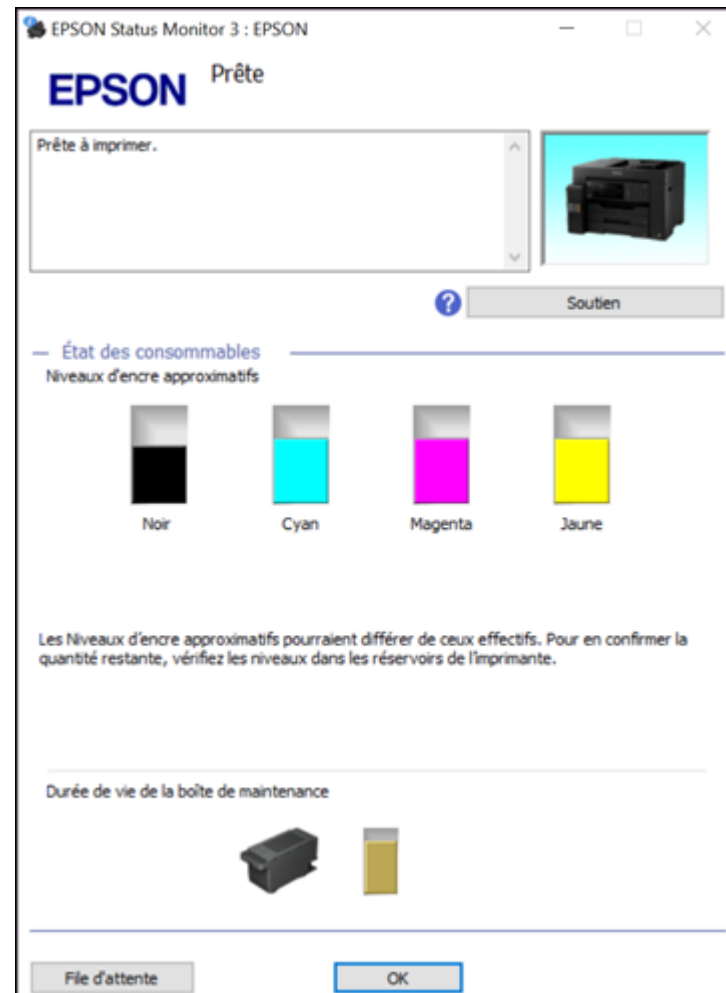 EPSON Status Monitor 3 : EPSON
EPSON
Prête
Prête à imprimer.
Soutien
État des consommables
Niveaux d'encre approximatifs
Noir
Cyan
Magenta
Jaune
Les Niveaux d'encre approximatifs pourraient différer de ceux effectifs. Pour en confirmer la
quantité restante, vérifiez les niveaux dans les réservoirs de l'imprimante.
Durée de vie de la boîte de maintenance
File d'attente
OK